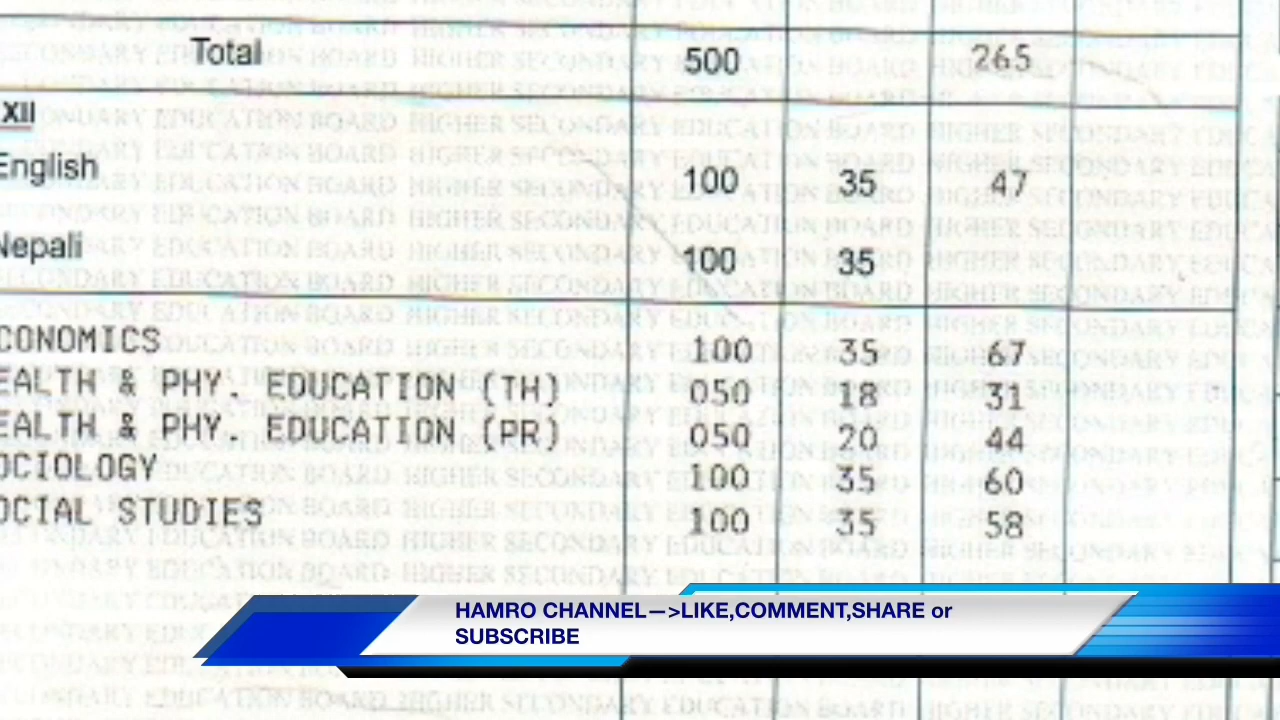 Total 500 265
XII
English 100 35 47
Nepali 100 35
CONOMICS 100 35 67
EALTH & PHY. EDUCATION (TH) 050 18 31
EALTH & PHY. EDUCATION (PR) 050 20 44
OCIOLOGY 100 35 60
OCIAL STUDIES 100 35 58
HAMRO CHANNEL—>LIKE,COMMENT,SHARE or
SUBSCRIBE